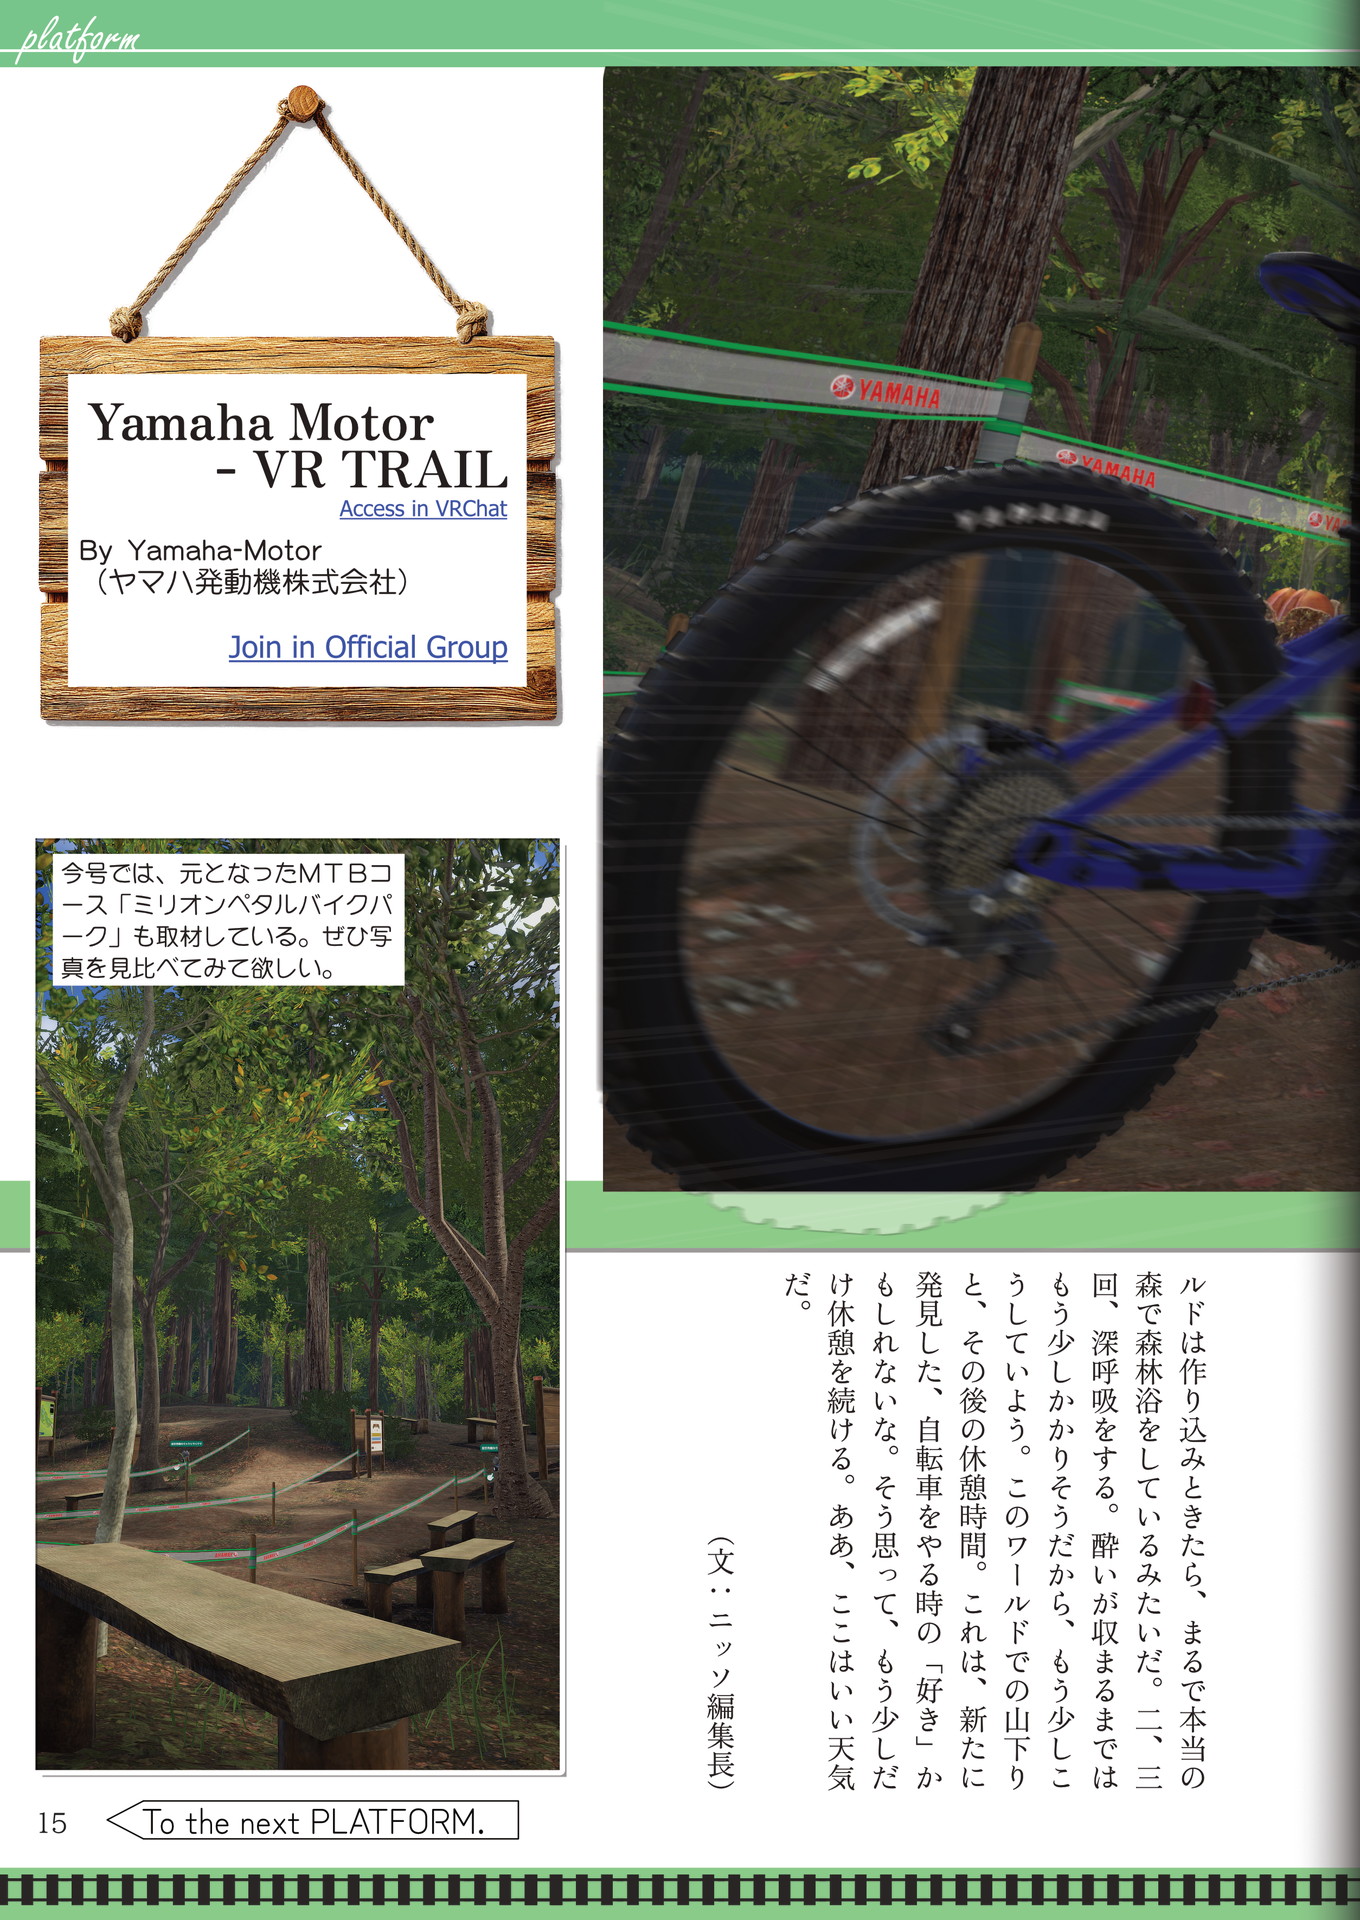 platform
Yamaha Motor
- VR TRAIL
Access in VRChat
By Yamaha-Motor
（ヤマハ発動機株式会社）
Join in Official Group
YAMAHA
YAMAHA
今号では、元となったＭＴＢコ
ース「ミリオンペタルバイクパ
ーク」も取材している。ぜひ写
真を見比べてみて欲しい。
ルドは作り込みときたら、まるで本当の
森で森林浴をしているみたいだ。二、三
回、深呼吸をする。酔いが収まるまでは
もう少しかかりそうだから、もう少しこ
うしていよう。このワールドでの山下り
と、その後の休憩時間。これは、新たに
発見した、自転車をやる時の「好き」か
もしれないな。そう思って、もう少しだ
け休憩を続ける。ああ、ここはいい天気
だ。
（文：ニッソ編集長）
15
To the next PLATFORM.